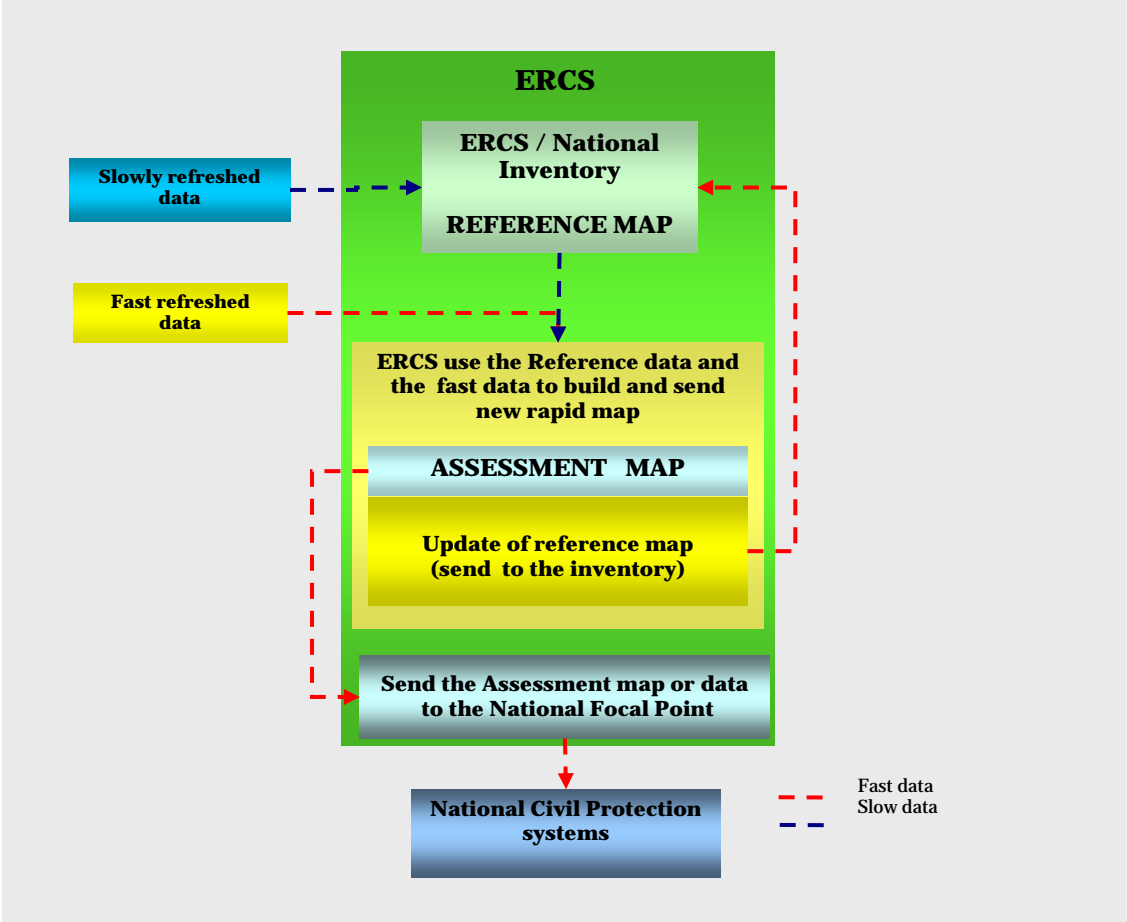 ERCS
ERCS / National
Inventory
REFERENCE MAP
Slowly refreshed
data
Fast refreshed
data
ERCS use the Reference data and
the fast data to build and send
new rapid map
ASSESSMENT MAP
Update of reference map
(send to the inventory)
Send the Assessment map or data
to the National Focal Point
National Civil Protection
systems
Fast data
Slow data